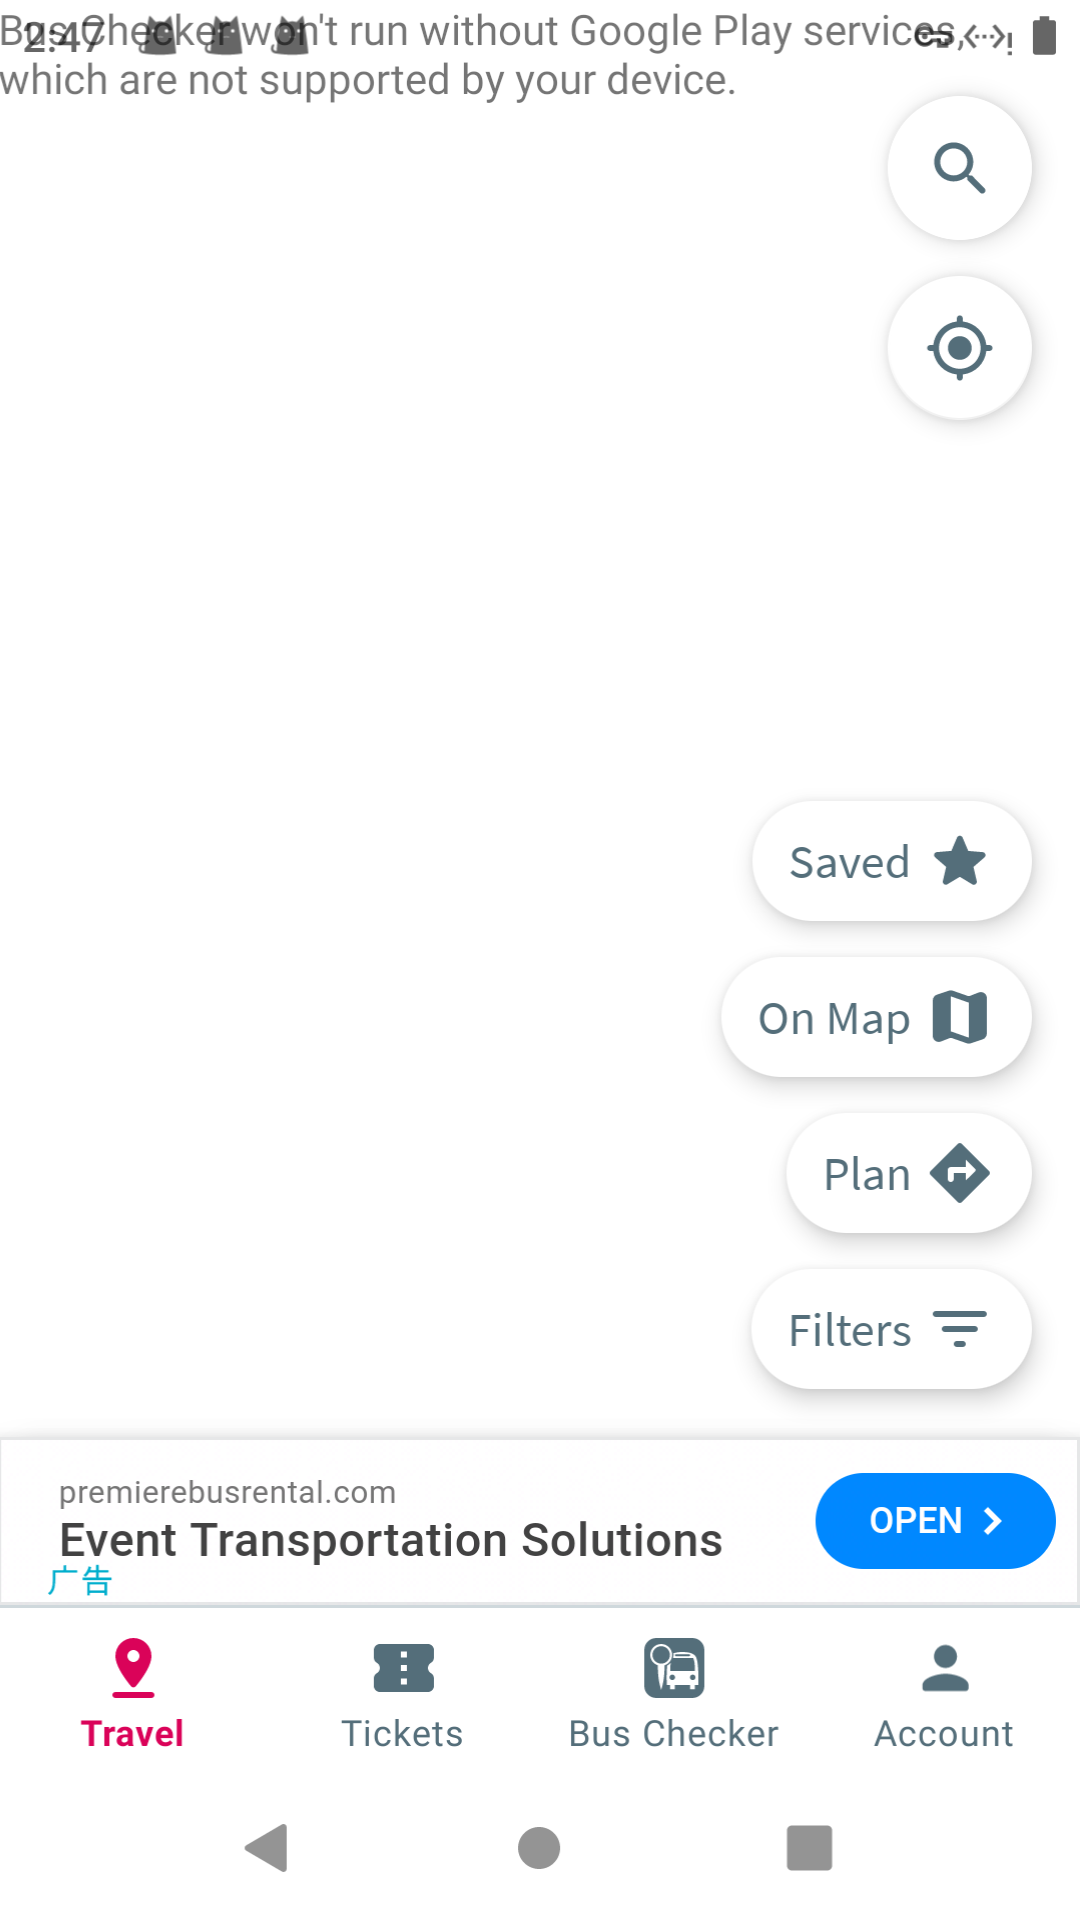 Bus Checker won't run without Google Play services,
which are not supported by your device.
2:47
Saved
On Map
Plan
Filters
premierebusrental.com
Event Transportation Solutions
OPEN
广告
Travel
Tickets
Bus Checker
Account